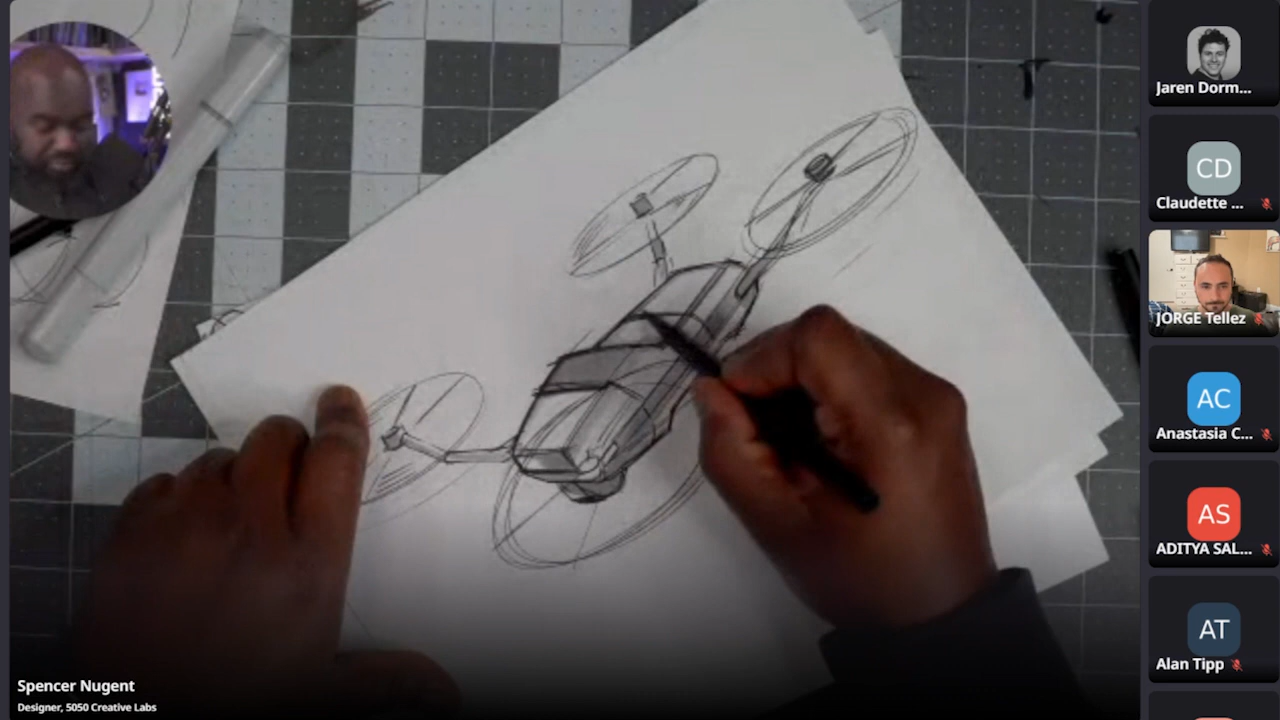 Jaren Dorm...
CD
Claudette ...
JORGE Tellez
AC
Anastasia C...
AS
ADITYA SAL...
AT
Alan Tipp
Spencer Nugent
Designer, 5050 Creative Labs